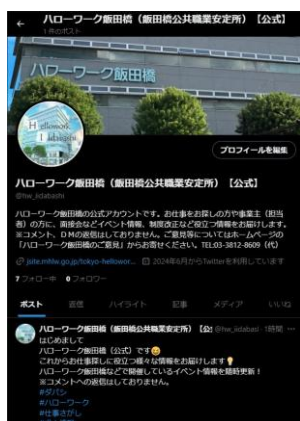 ハローワーク飯田橋（飯田橋公共職業安定所）【公式】
1 件のポスト
ハローワーク飯田橋
Hellowork
Iidabashi
プロフィールを編集
ハローワーク飯田橋（飯田橋公共職業安定所）【公式】
@hw_iidabashi
ハローワーク飯田橋の公式アカウントです。お仕事をお探しの方や事業主（担当
者）の方に、面接会などイベント情報、制度改正など役立つ情報をお届けします。
※コメント、DMの返信はしておりません。ご意見等についてはホームページの
「ハローワーク飯田橋のご意見」からお寄せください。TEL:03-3812-8609（代）
jsite.mhlw.go.jp/tokyo-hellowor... 2024年6月からTwitterを利用しています
7 フォロー中 0 フォロワー
ポスト 返信 ハイライト 記事 メディア いいね
ハローワーク飯田橋（飯田橋公共職業安定所）【公 @hw_iidabasi · 1時間 ...
はじめまして
ハローワーク飯田橋（公式）です😀
これからお仕事探しに役立つ様々な情報をお届けします💡
ハローワーク飯田橋などで開催しているイベント情報を随時更新！
※コメントへの返信はしておりません。
#ダバシ
#ハローワーク
#仕事さがし